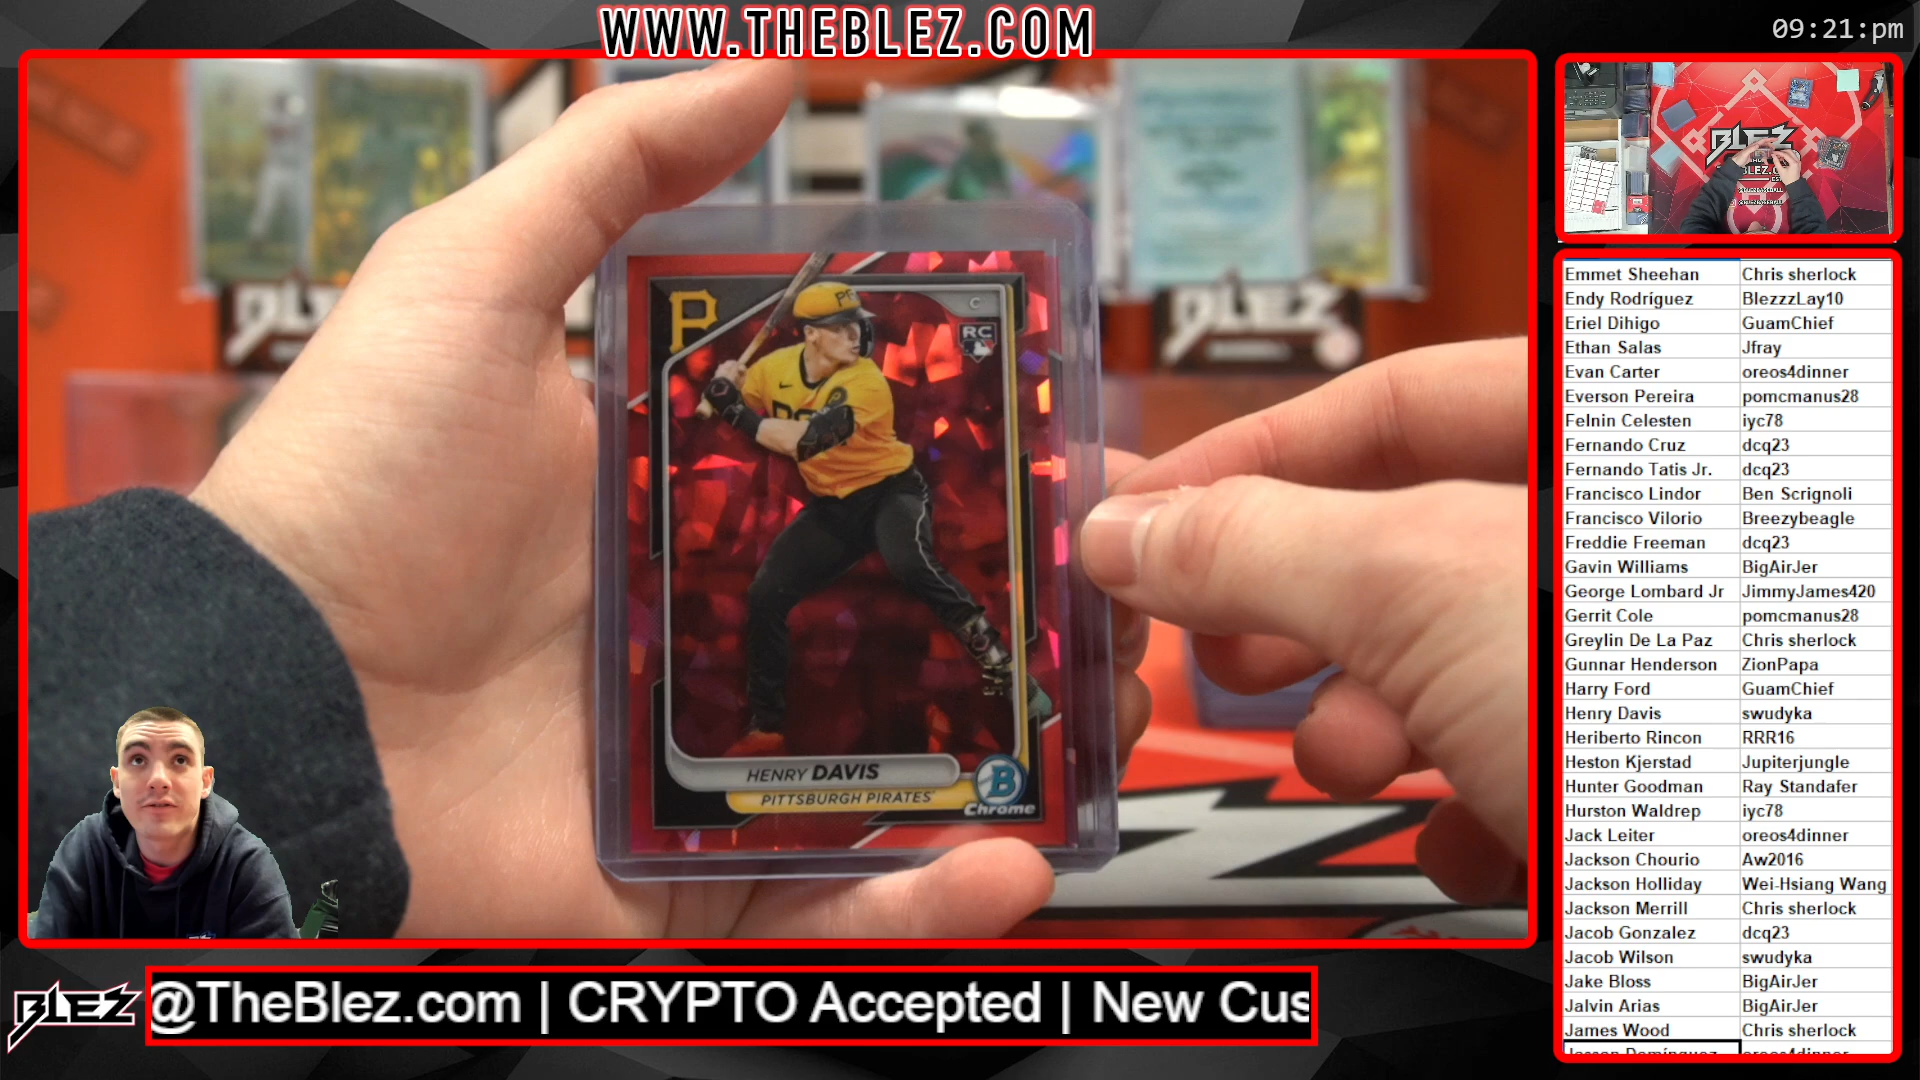 WWW.THEBLEZ.COM
09:21:pm
BLEZ
P
C
RC
HENRY DAVIS
PITTSBURGH PIRATES
B
Chrome
Emmet Sheehan Chris sherlock
Endy Rodríguez BlezzzLay10
Eriel Dihigo GuamChief
Ethan Salas Jfray
Evan Carter oreos4dinner
Everson Pereira pomcmanus28
Felnin Celesten iyc78
Fernando Cruz dcq23
Fernando Tatis Jr. dcq23
Francisco Lindor Ben Scrignoli
Francisco Vilorio Breezybeagle
Freddie Freeman dcq23
Gavin Williams BigAirJer
George Lombard Jr JimmyJames420
Gerrit Cole pomcmanus28
Greylin De La Paz Chris sherlock
Gunnar Henderson ZionPapa
Harry Ford GuamChief
Henry Davis swudyka
Heriberto Rincon RRR16
Heston Kjerstad Jupiterjungle
Hunter Goodman Ray Standafer
Hurston Waldrep iyc78
Jack Leiter oreos4dinner
Jackson Chourio Aw2016
Jackson Holliday Wei-Hsiang Wang
Jackson Merrill Chris sherlock
Jacob Gonzalez dcq23
Jacob Wilson swudyka
Jake Bloss BigAirJer
Jalvin Arias BigAirJer
James Wood Chris sherlock
BLEZ
@TheBlez.com | CRYPTO Accepted | New Cus